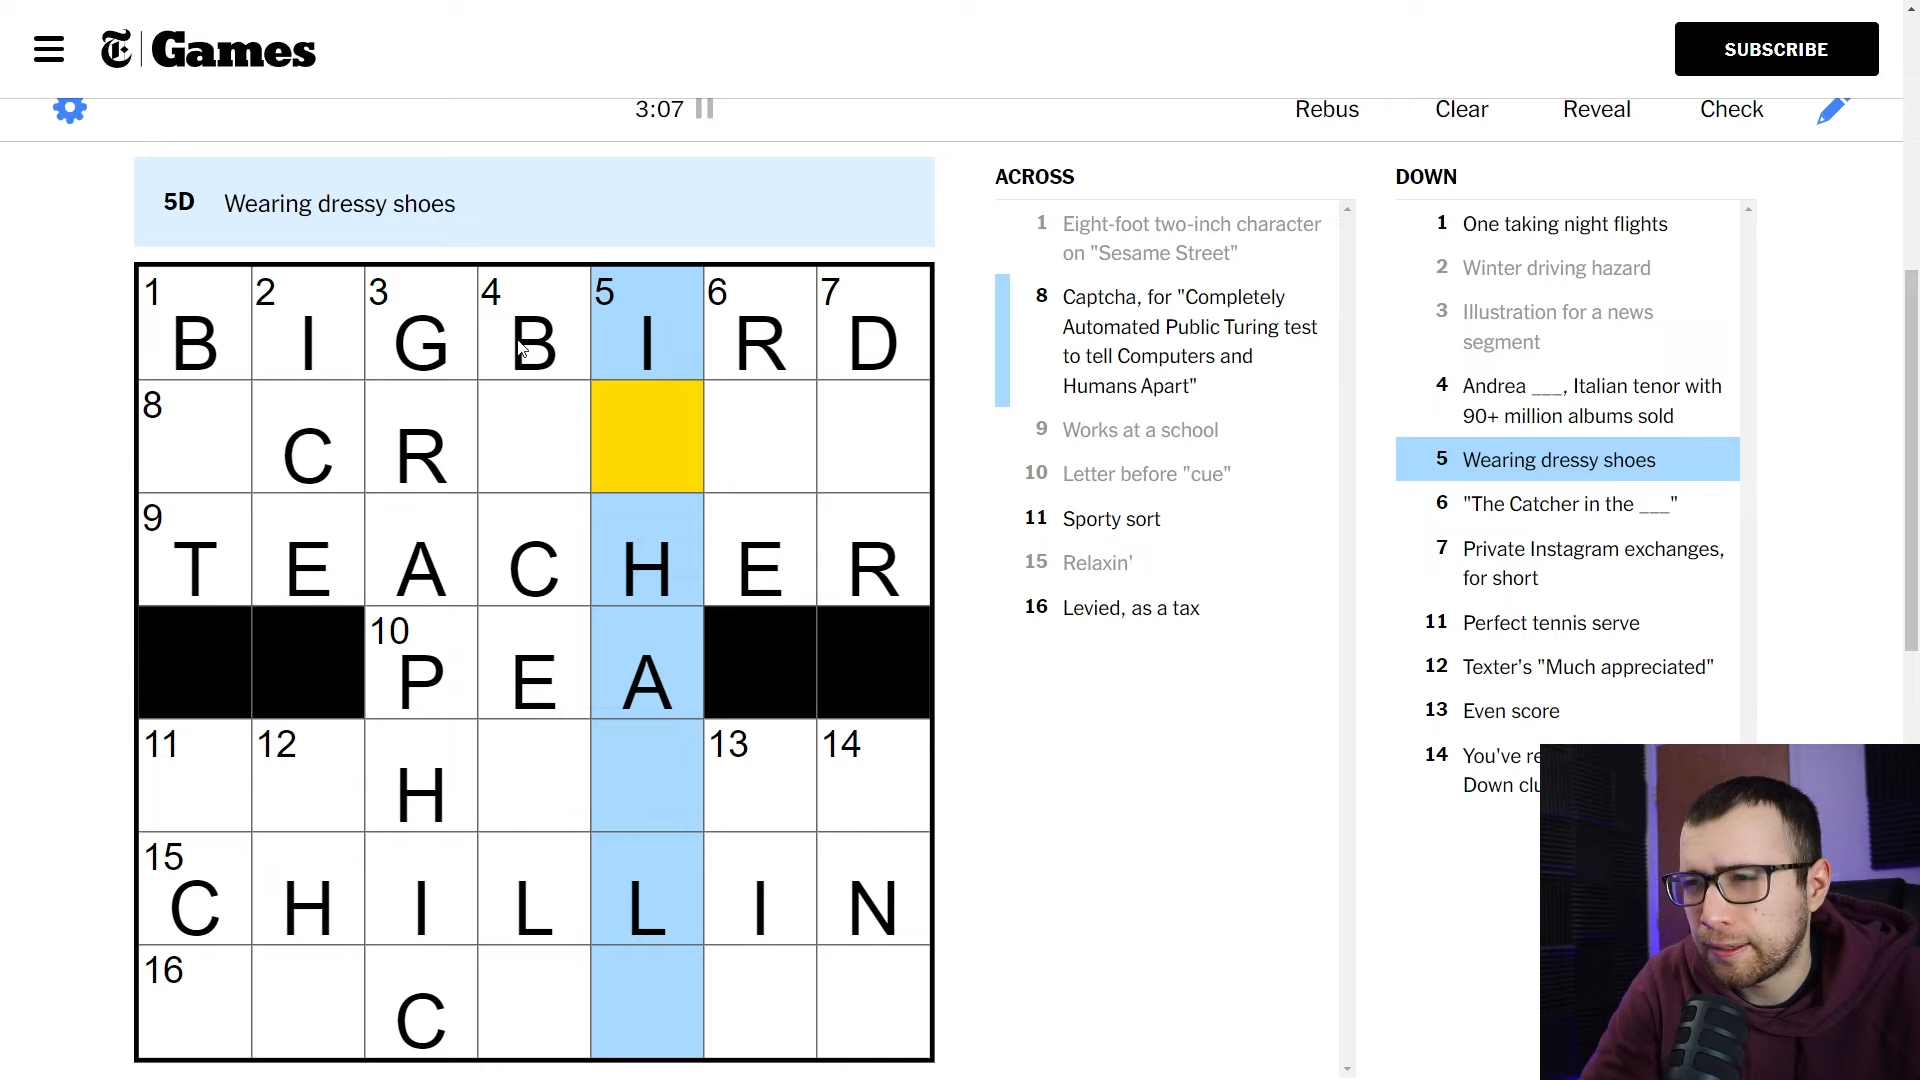 Games
SUBSCRIBE
3:07
Rebus
Clear
Reveal
Check
5D Wearing dressy shoes
1 2 3 4 5 6 7
B I G B I R D
8
C R
9
T E A C H E R
10
P E A
11 12 13 14
H
15
C H I L L I N
16
C
ACROSS
1 Eight-foot two-inch character
on "Sesame Street"
8 Captcha, for "Completely
Automated Public Turing test
to tell Computers and
Humans Apart"
9 Works at a school
10 Letter before "cue"
11 Sporty sort
15 Relaxin'
16 Levied, as a tax
DOWN
1 One taking night flights
2 Winter driving hazard
3 Illustration for a news
segment
4 Andrea ___, Italian tenor with
90+ million albums sold
5 Wearing dressy shoes
6 "The Catcher in the ___"
7 Private Instagram exchanges,
for short
11 Perfect tennis serve
12 Texter's "Much appreciated"
13 Even score
14 You've re
Down clu